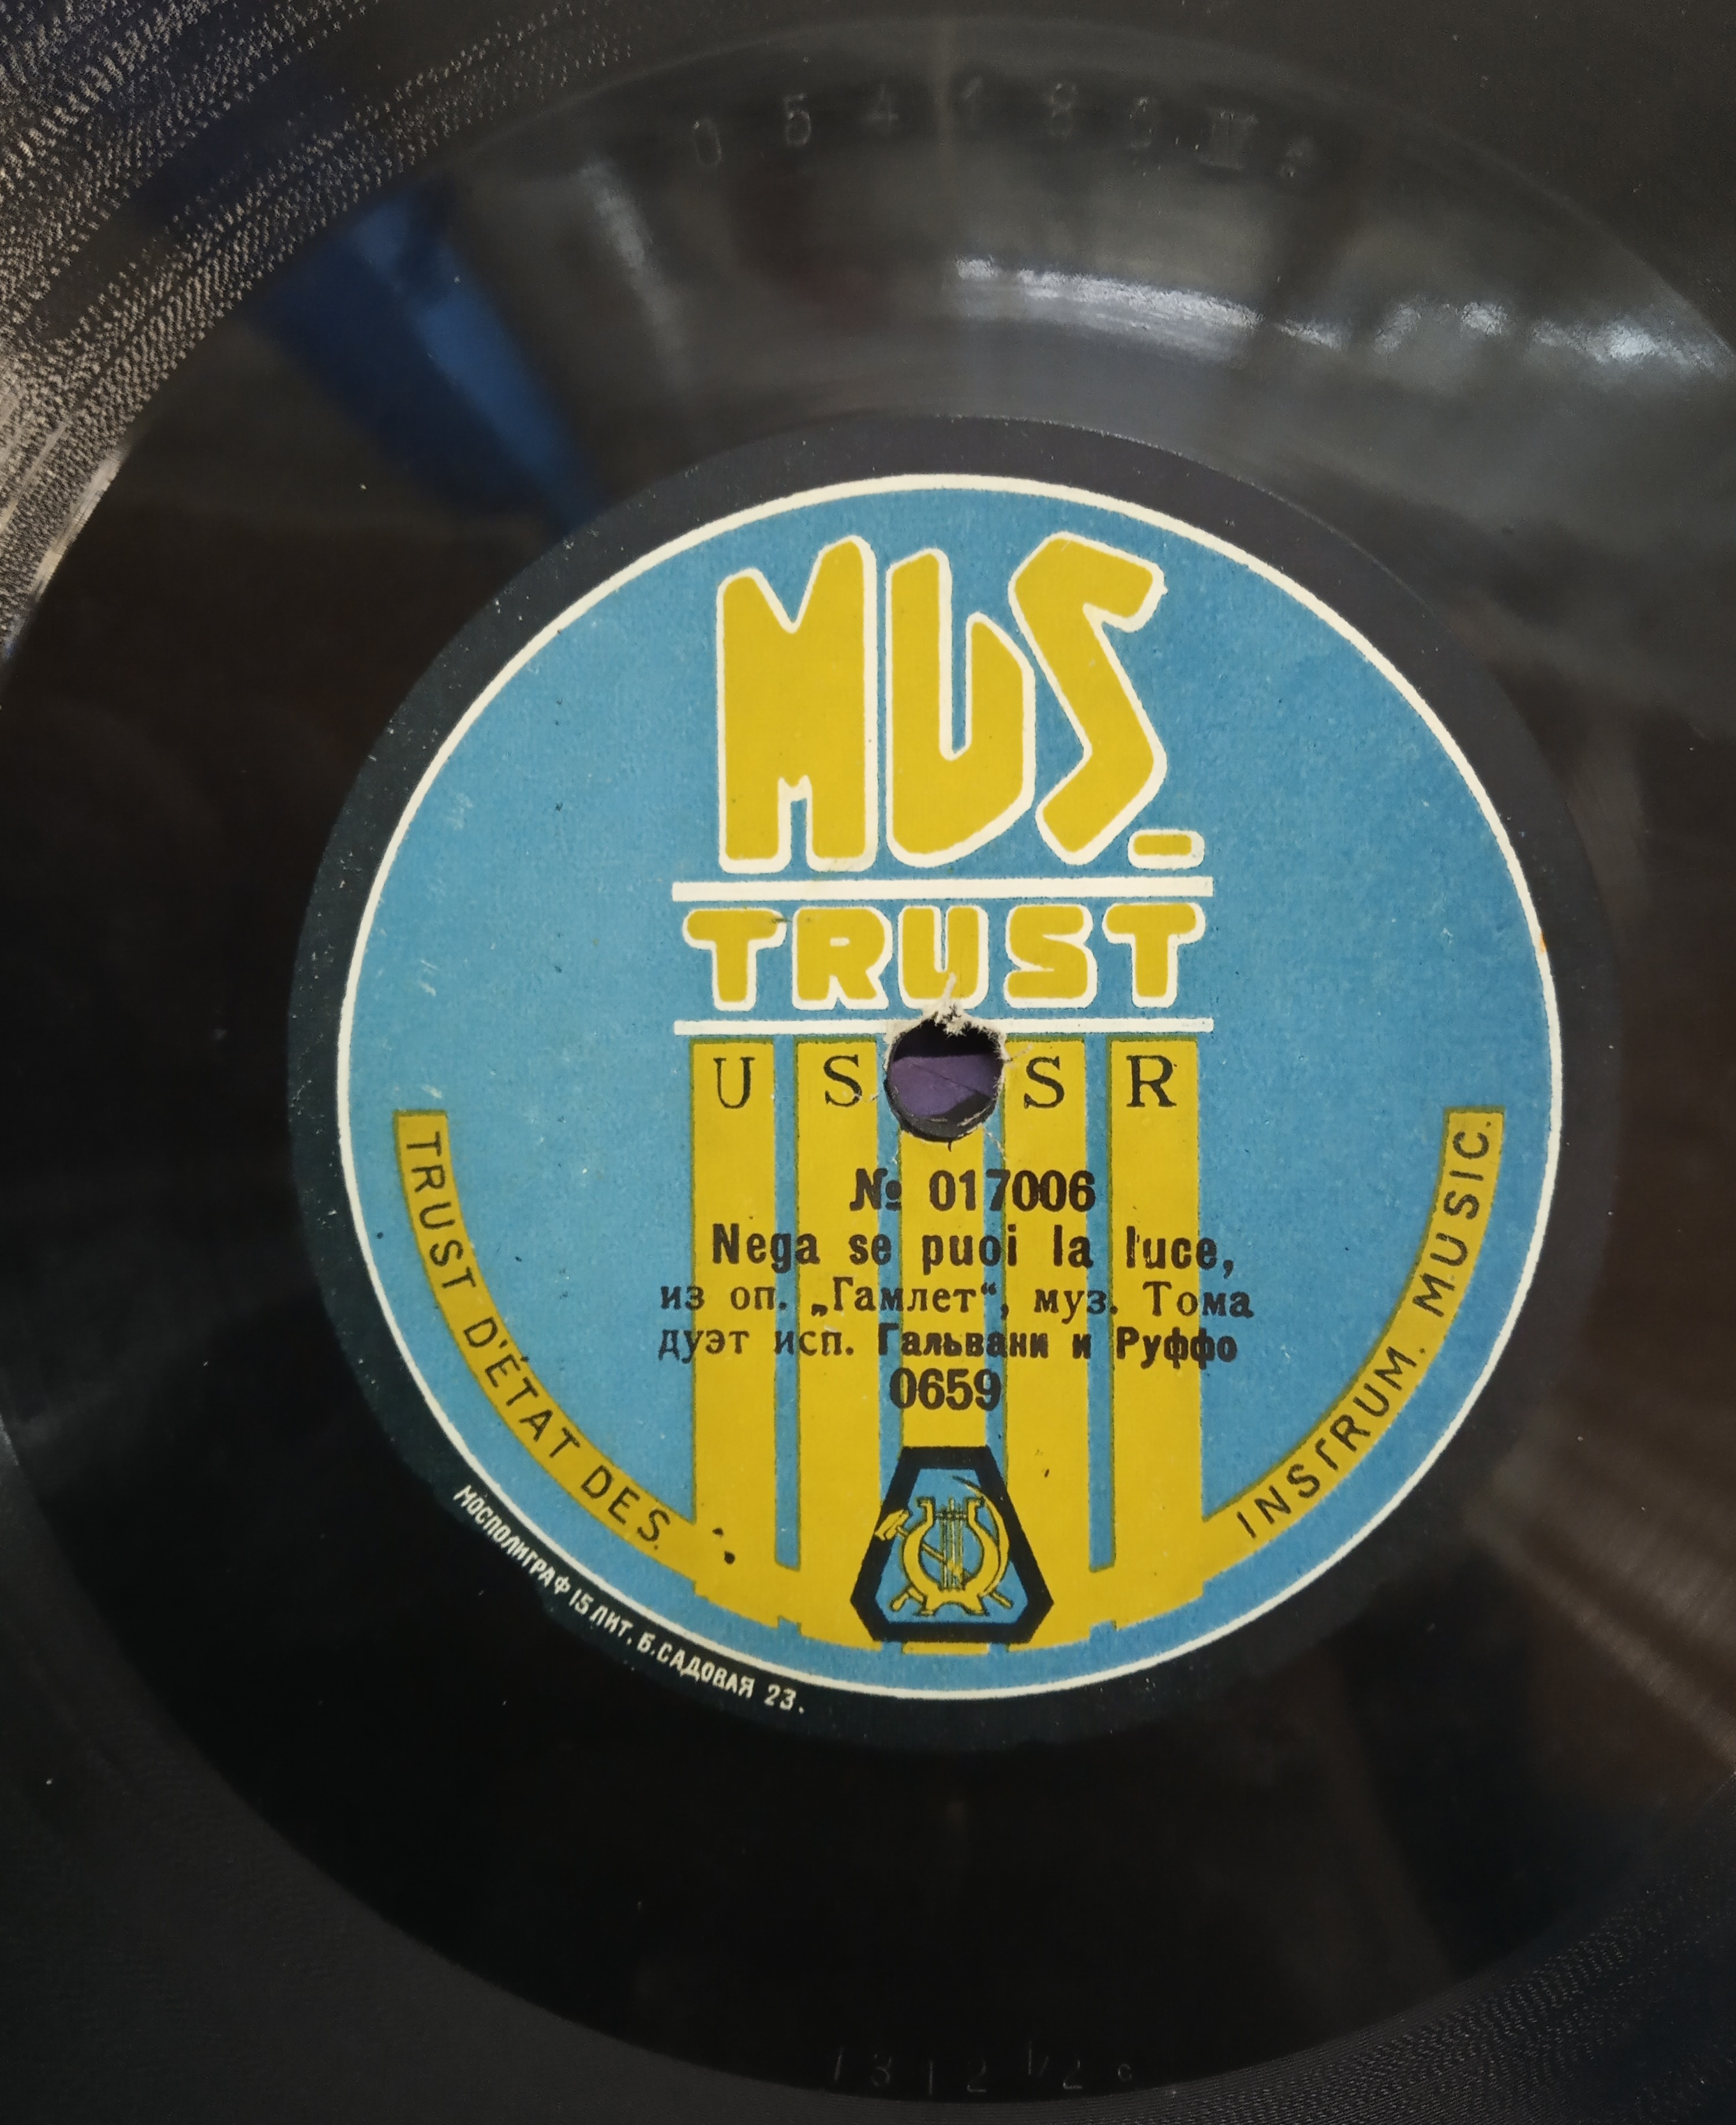 MUS.
TRUST
U S S R
№ 017006
Nega se puoi la luce,
из оп. „Гамлет“, муз. Тома
дуэт исп. Гальвани и Руффо
0659
TRUST D'ÉTAT DES.
INSTRUM. MUSIC.
МОСПОЛИГРАФ 15 ЛИТ. Б. САДОВАЯ 23.